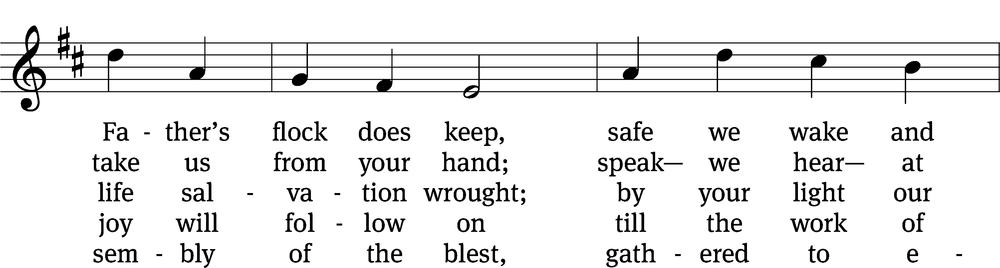 Fa - ther’s flock does keep, safe we wake and
take us from your hand; speak— we hear— at
life sal - va - tion wrought; by your light our
joy will fol - low on till the work of
sem - bly of the blest, gath - ered to e -